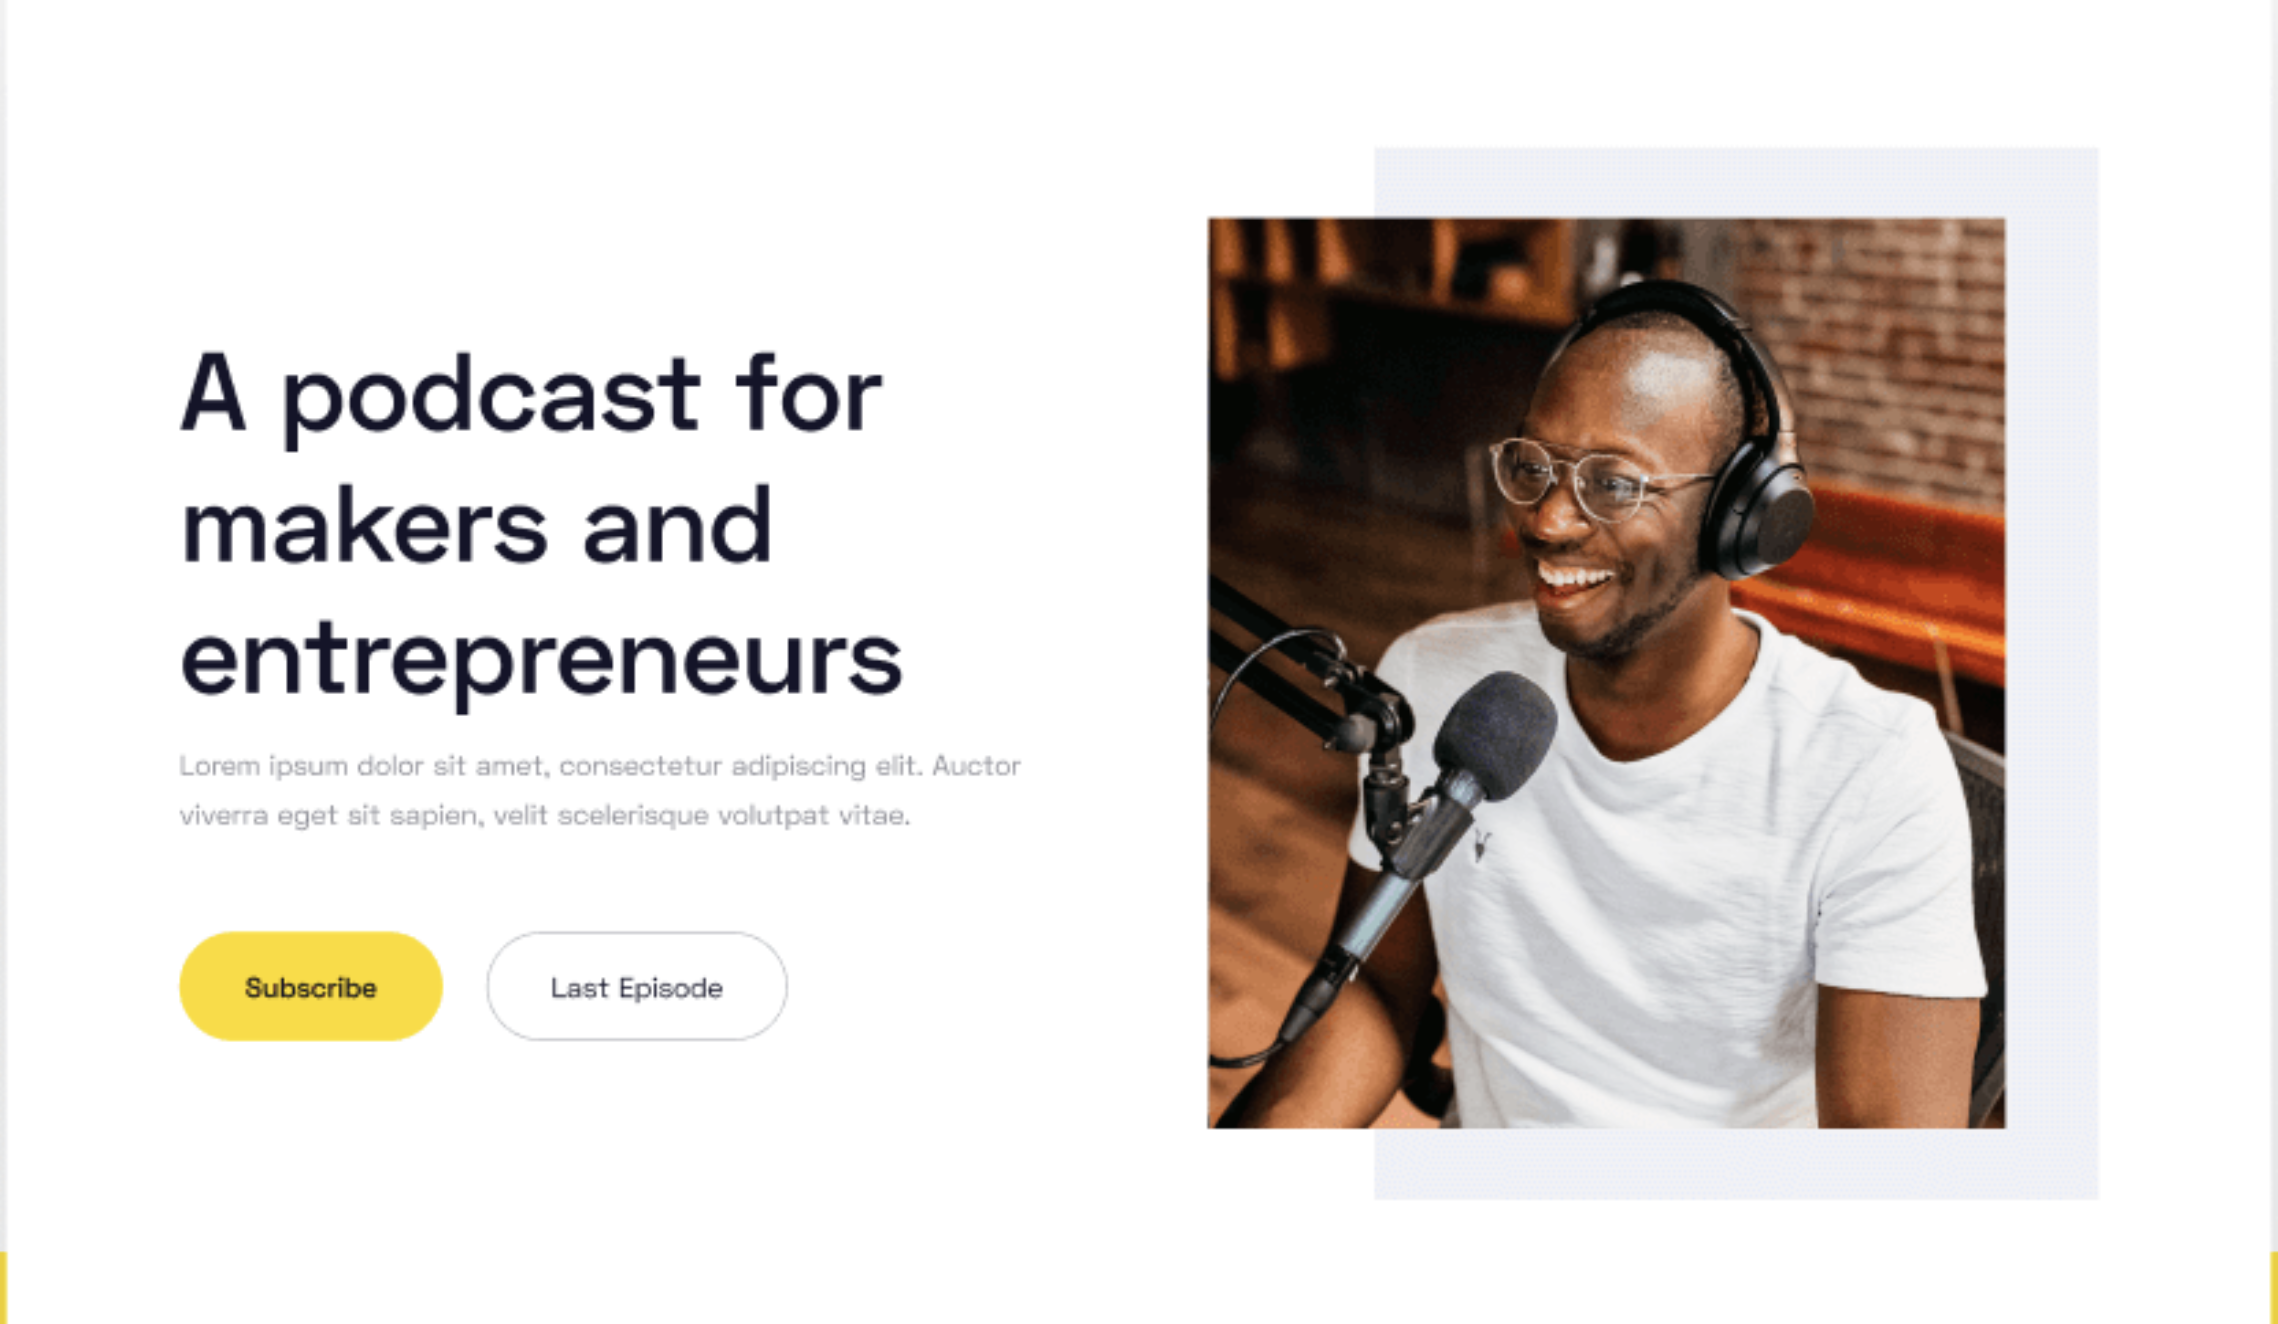 A podcast for
makers and
entrepreneurs
Lorem ipsum dolor sit amet, consectetur adipiscing elit. Auctor
viverra eget sit sapien, velit scelerisque volutpat vitae.
Subscribe
Last Episode